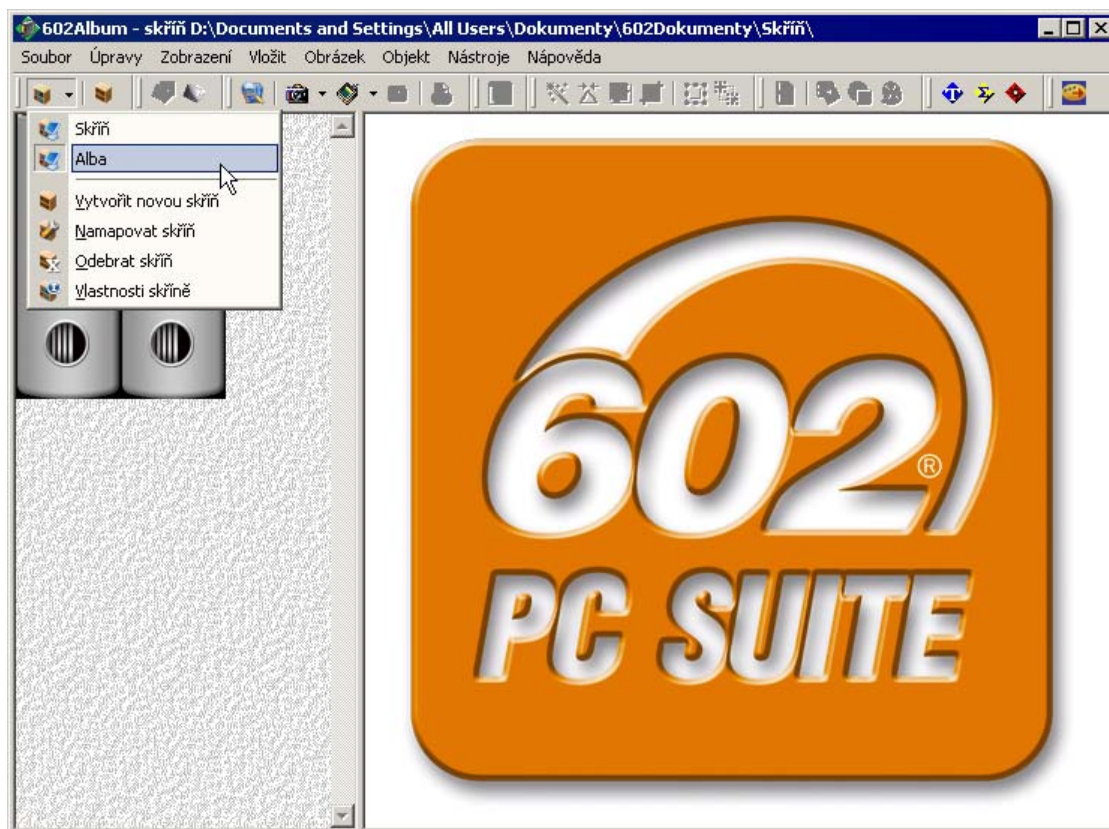 602Album - skříň D:\Documents and Settings\All Users\Dokumenty\602Dokumenty\Skříň\
Soubor Úpravy Zobrazení Vložit Obrázek Objekt Nástroje Nápověda
Skříň
Alba
Vytvořit novou skříň
Namapovat skříň
Odebrat skříň
Vlastnosti skříně
602®
PC SUITE